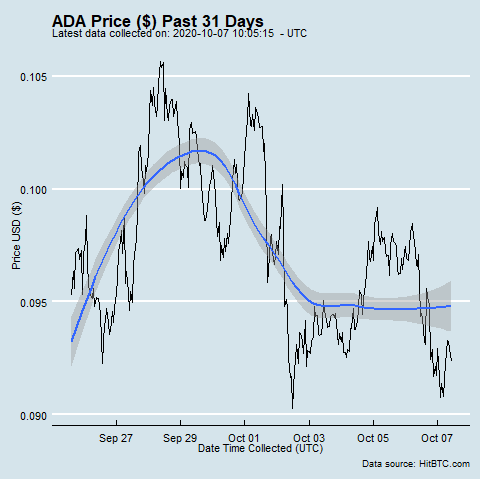 ADA Price ($) Past 31 Days
Latest data collected on: 2020-10-07 10:05:15  - UTC
0.105
0.100
0.095
0.090
Price USD ($)
Sep 27 Sep 29 Oct 01 Oct 03 Oct 05 Oct 07
Date Time Collected (UTC)
Data source: HitBTC.com